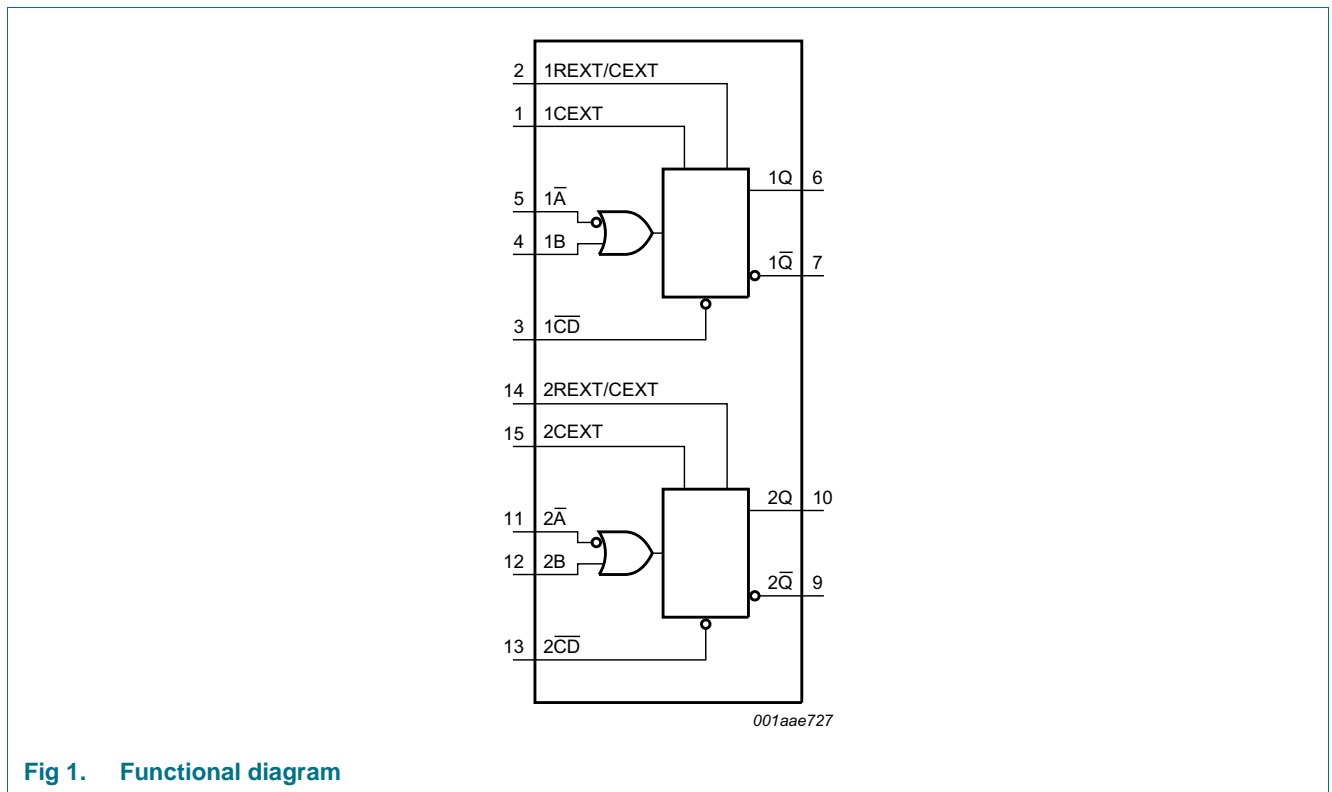 2 1REXT/CEXT
1 1CEXT
1Q 6
5 1A̅
4 1B
1Q̅ 7
3 1C̅D̅
14 2REXT/CEXT
15 2CEXT
2Q 10
11 2A̅
12 2B
2Q̅ 9
13 2C̅D̅
001aae727
Fig 1. Functional diagram